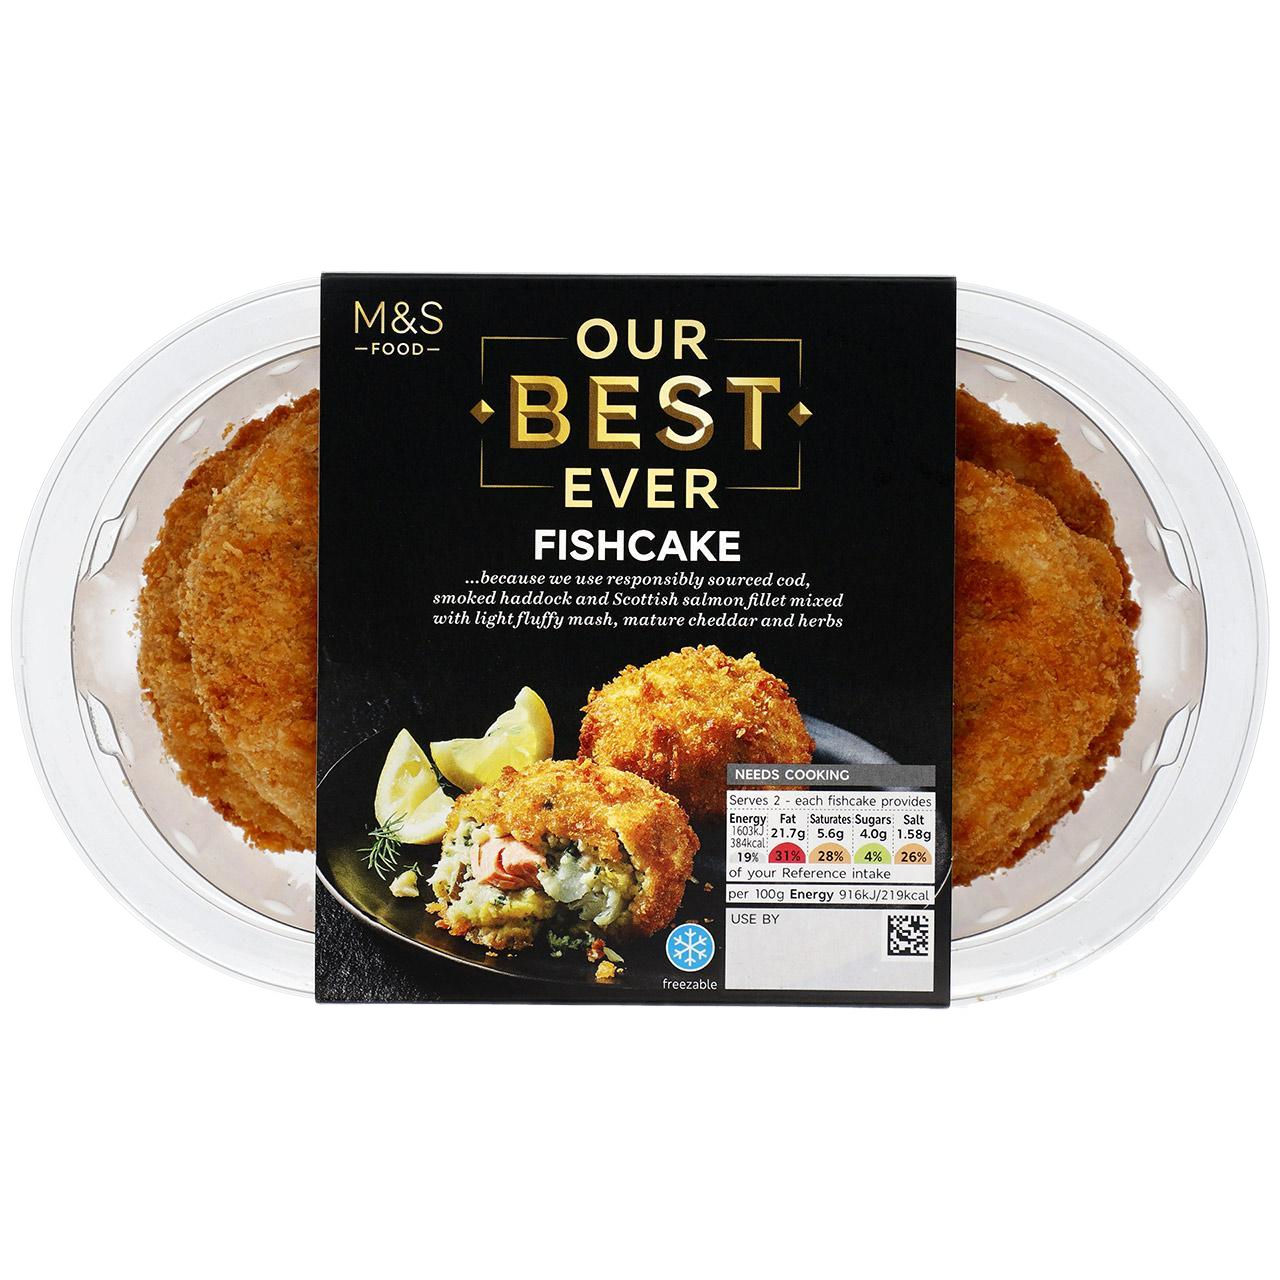 M&S
—FOOD—
OUR
BEST
EVER
FISHCAKE
...because we use responsibly sourced cod,
smoked haddock and Scottish salmon fillet mixed
with light fluffy mash, mature cheddar and herbs
NEEDS COOKING
Serves 2 - each fishcake provides
Energy Fat Saturates Sugars Salt
1603kJ 21.7g 5.6g 4.0g 1.58g
384kcal
19% 31% 28% 4% 26%
of your Reference intake
per 100g Energy 916kJ/219kcal
USE BY
freezable